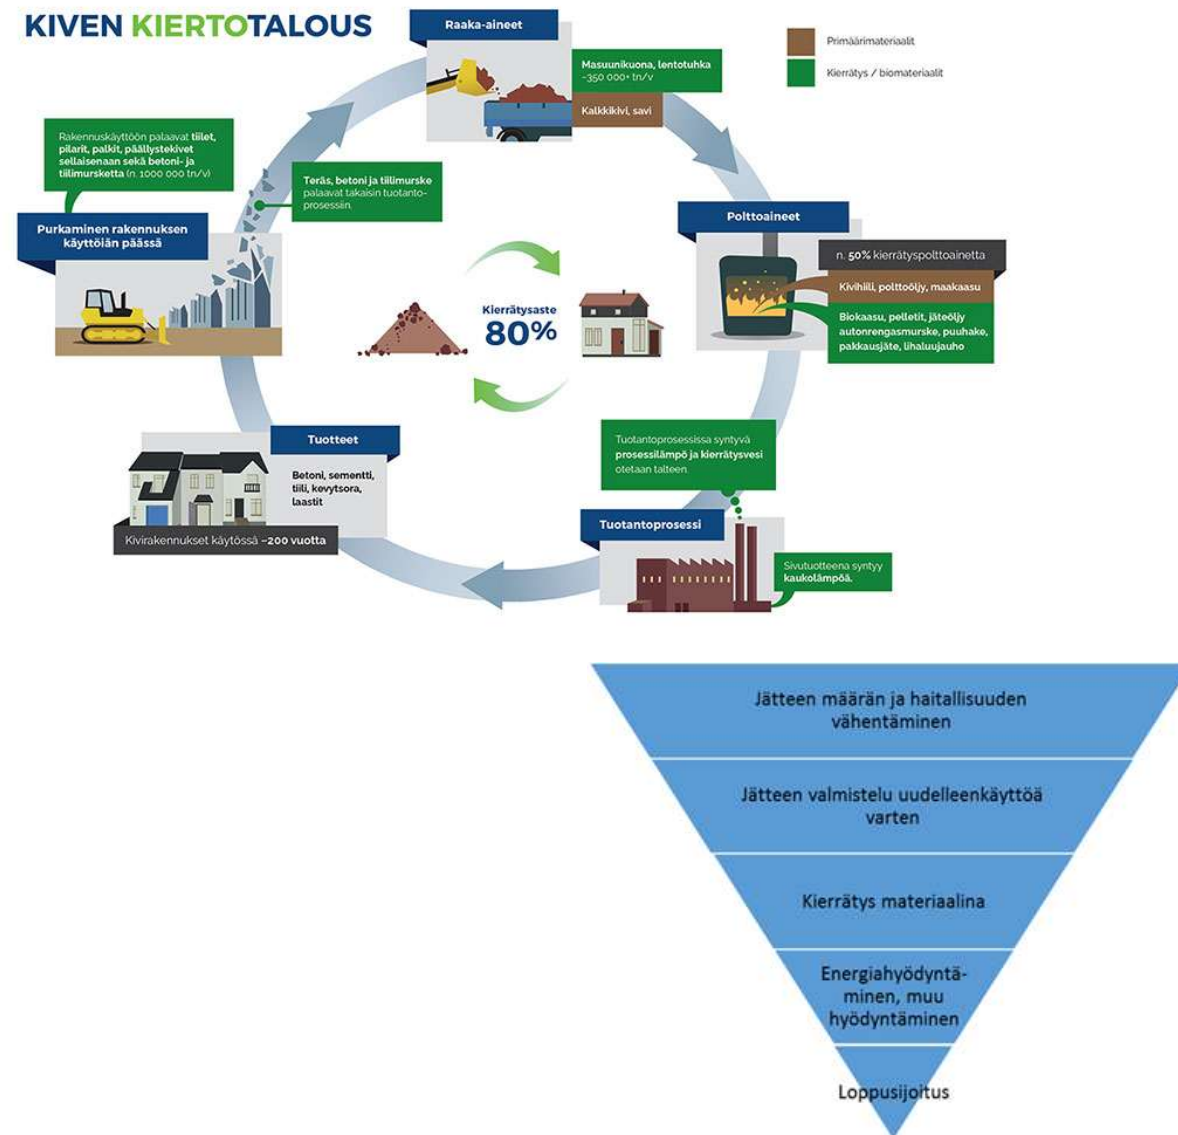 KIVEN KIERTOTALOUS
Raaka-aineet
Masuunikuona, lentotuhka
~350 000+ tn/v
Kalkkikivi, savi
Primäärimateriaalit
Kierrätys / biomateriaalit
Rakennuskäyttöön palaavat tiilet,
pilarit, palkit, päällystekivet
sellaisenaan sekä betoni- ja
tiilimursketta (n. 1000 000 tn/v)
Teräs, betoni ja tiilimurske
palaavat takaisin tuotanto-
prosessiin.
Purkaminen rakennuksen
käyttöiän päässä
Polttoaineet
n. 50% kierrätyspolttoainetta
Kivihiili, polttoöljy, maakaasu
Biokaasu, pelletit, jäteöljy
autonrengasmurske, puuhake,
pakkausjäte, lihaluujauho
Kierrätysaste
80%
Tuotteet
Betoni, sementti,
tiili, kevytsora,
laastit
Kivirakennukset käytössä ~200 vuotta
Tuotantoprosessissa syntyvä
prosessilämpö ja kierrätysvesi
otetaan talteen.
Tuotantoprosessi
Sivutuotteena syntyy
kaukolämpöä.
Jätteen määrän ja haitallisuuden
vähentäminen
Jätteen valmistelu uudelleenkäyttöä
varten
Kierrätys materiaalina
Energiahyödyntä-
minen, muu
hyödyntäminen
Loppusijoitus